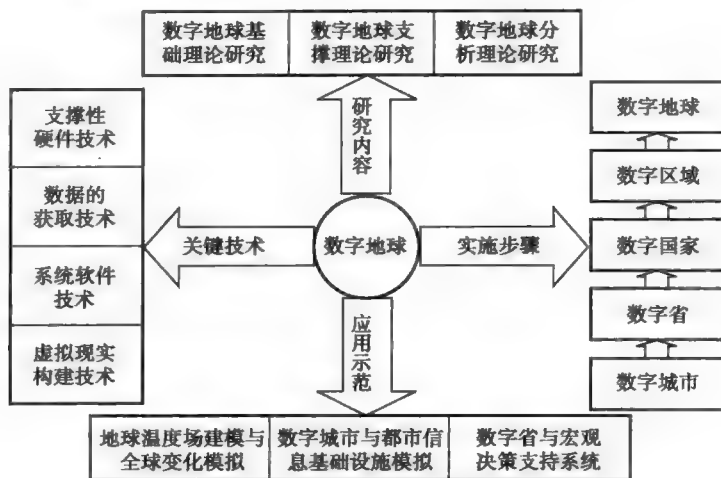 数字地球基
础理论研究
数字地球支
撑理论研究
数字地球分
析理论研究
研究内容
支撑性
硬件技术
数据的
获取技术
系统软件
技术
虚拟现实
构建技术
关键技术
数字地球
实施步骤
数字地球
数字区域
数字国家
数字省
数字城市
应用示范
地球温度场建模与
全球变化模拟
数字城市与都市信
息基础设施模拟
数字省与宏观
决策支持系统